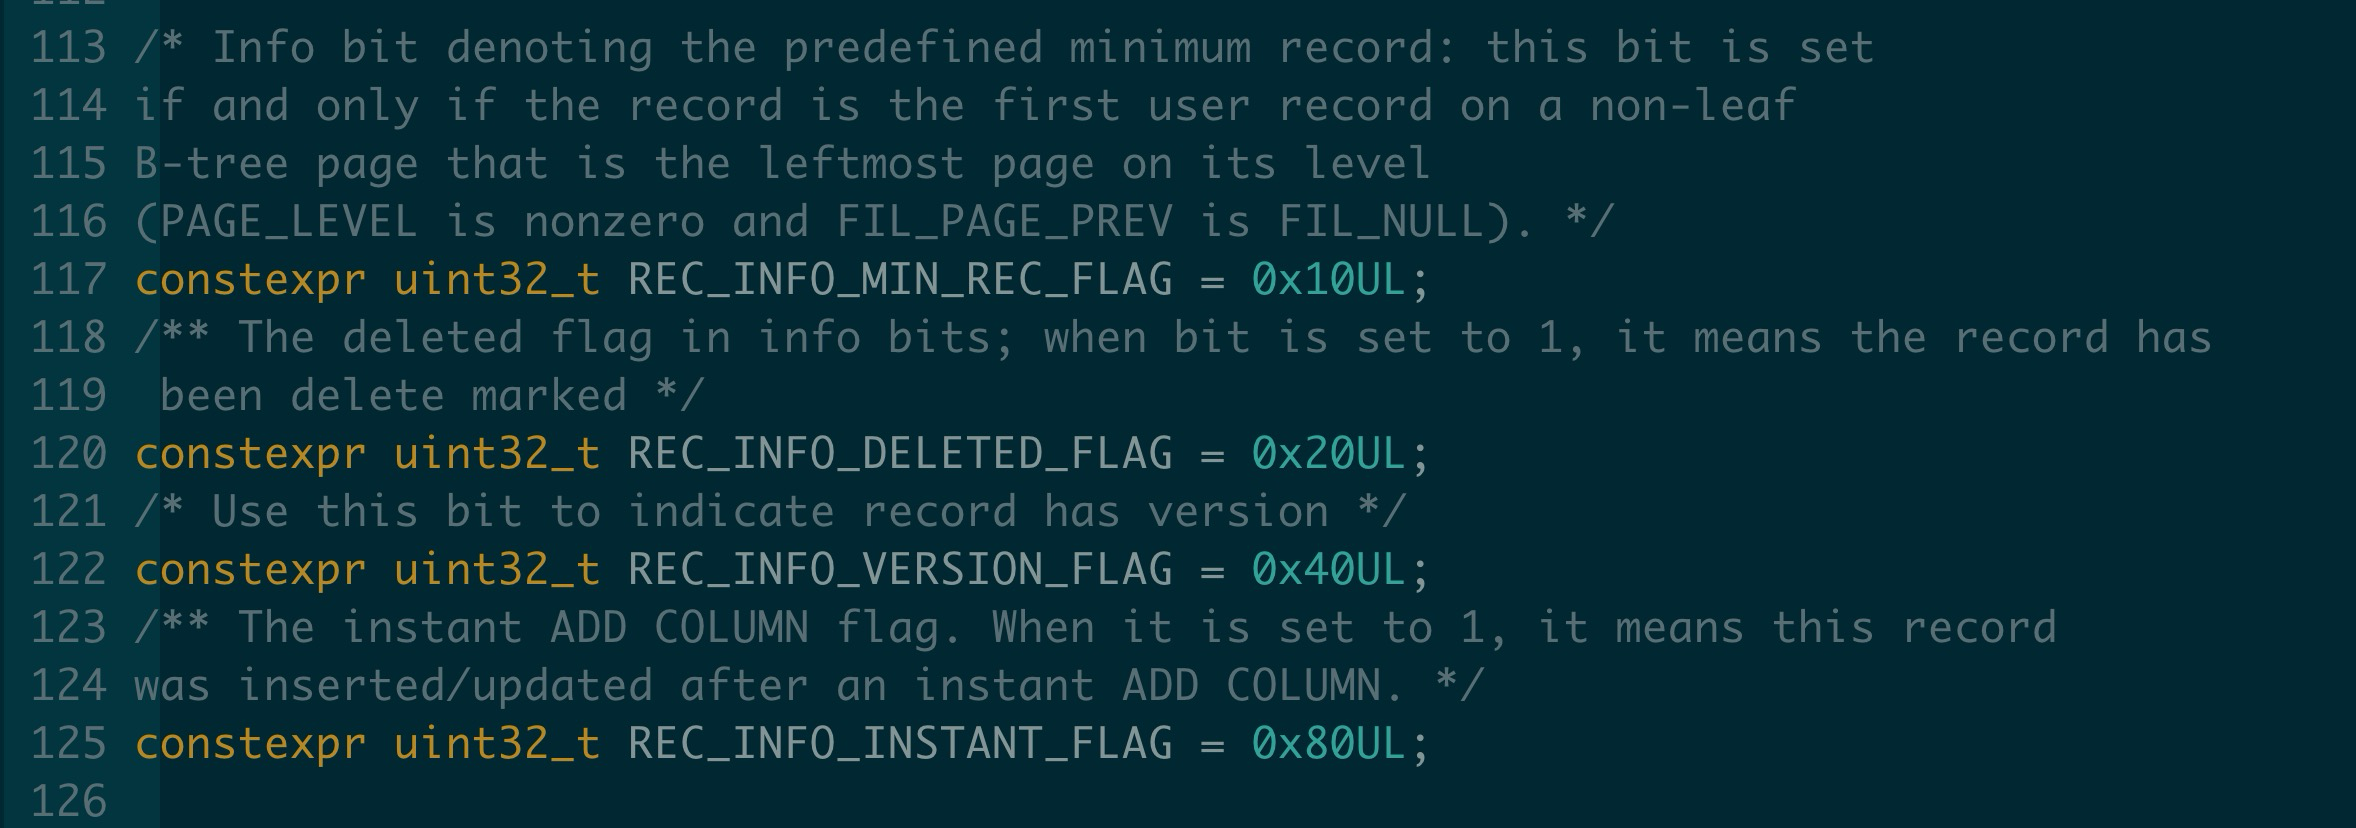 113 /* Info bit denoting the predefined minimum record: this bit is set
114 if and only if the record is the first user record on a non-leaf
115 B-tree page that is the leftmost page on its level
116 (PAGE_LEVEL is nonzero and FIL_PAGE_PREV is FIL_NULL). */
117 constexpr uint32_t REC_INFO_MIN_REC_FLAG = 0x10UL;
118 /** The deleted flag in info bits; when bit is set to 1, it means the record has
119  been delete marked */
120 constexpr uint32_t REC_INFO_DELETED_FLAG = 0x20UL;
121 /* Use this bit to indicate record has version */
122 constexpr uint32_t REC_INFO_VERSION_FLAG = 0x40UL;
123 /** The instant ADD COLUMN flag. When it is set to 1, it means this record
124 was inserted/updated after an instant ADD COLUMN. */
125 constexpr uint32_t REC_INFO_INSTANT_FLAG = 0x80UL;
126